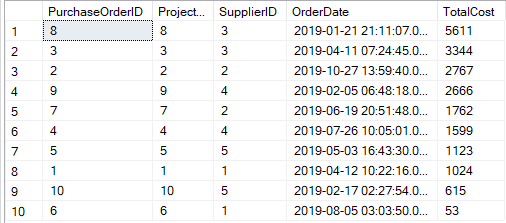 PurchaseOrderID Project... SupplierID OrderDate TotalCost
1 8 8 3 2019-01-21 21:11:07.0... 5611
2 3 3 3 2019-04-11 07:24:45.0... 3344
3 2 2 2 2019-10-27 13:59:40.0... 2767
4 9 9 4 2019-02-05 06:48:18.0... 2666
5 7 7 2 2019-06-19 20:51:48.0... 1762
6 4 4 4 2019-07-26 10:05:01.0... 1599
7 5 5 5 2019-05-03 16:43:30.0... 1123
8 1 1 1 2019-04-12 10:22:16.0... 1024
9 10 10 5 2019-02-17 02:27:54.0... 615
10 6 6 1 2019-08-05 03:03:50.0... 53